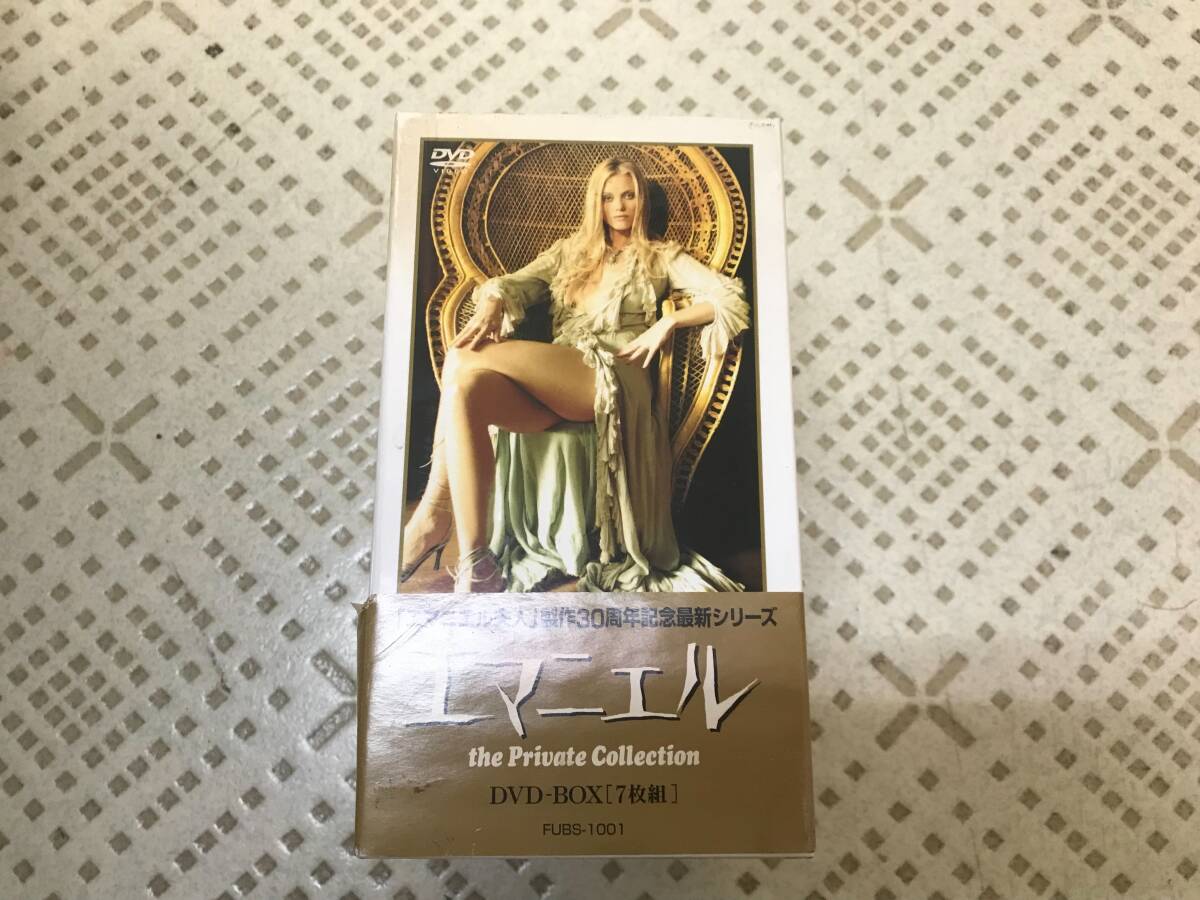 DVD
VIDEO
「エマニエル夫人」製作30周年記念最新シリーズ
エマニエル
the Private Collection
DVD-BOX[7枚組]
FUBS-1001